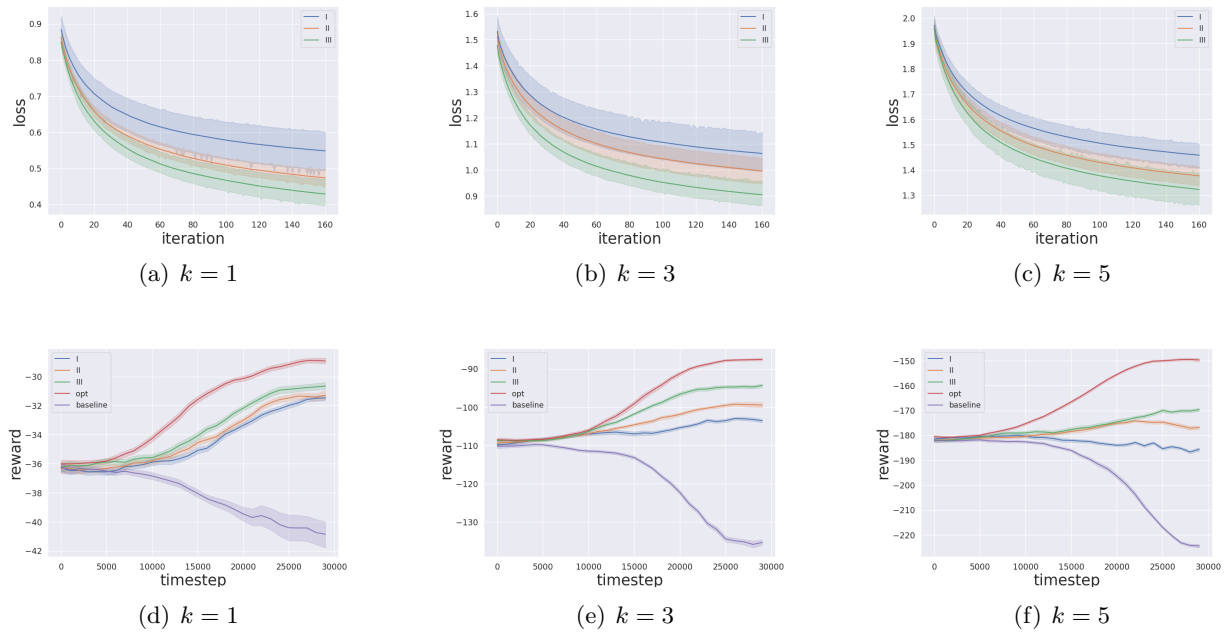 0.9
0.8
0.7
0.6
0.5
0.4
loss
0 20 40 60 80 100 120 140 160
iteration
I
II
III
(a) k = 1
1.6
1.5
1.4
1.3
1.2
1.1
1.0
0.9
loss
0 20 40 60 80 100 120 140 160
iteration
I
II
III
(b) k = 3
2.0
1.9
1.8
1.7
1.6
1.5
1.4
1.3
loss
0 20 40 60 80 100 120 140 160
iteration
I
II
III
(c) k = 5
−30
−32
−34
−36
−38
−40
−42
reward
0 5000 10000 15000 20000 25000 30000
timestep
I
II
III
opt
baseline
(d) k = 1
−90
−100
−110
−120
−130
reward
0 5000 10000 15000 20000 25000 30000
timestep
I
II
III
opt
baseline
(e) k = 3
−150
−160
−170
−180
−190
−200
−210
−220
reward
0 5000 10000 15000 20000 25000 30000
timestep
I
II
III
opt
baseline
(f) k = 5